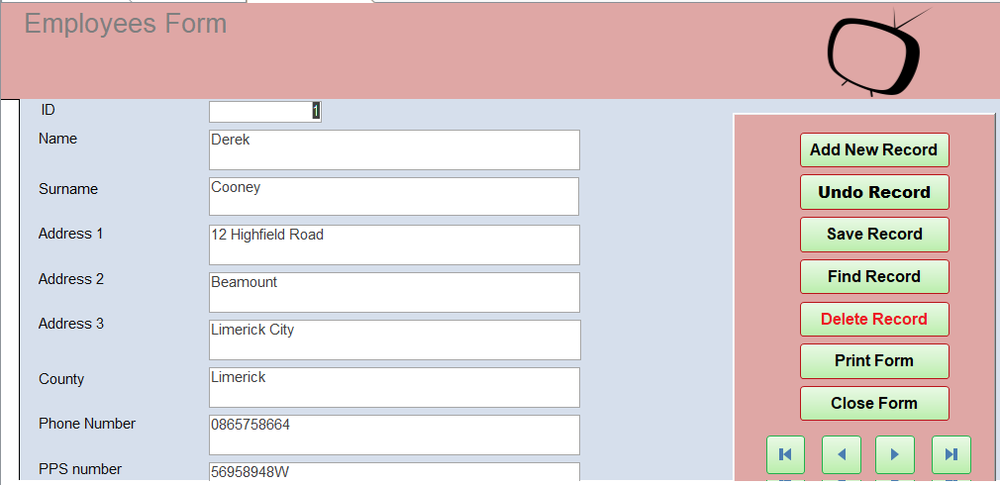 Employees Form
ID 1
Name Derek
Surname Cooney
Address 1 12 Highfield Road
Address 2 Beamount
Address 3 Limerick City
County Limerick
Phone Number 0865758664
PPS number 56958948W
Add New Record
Undo Record
Save Record
Find Record
Delete Record
Print Form
Close Form